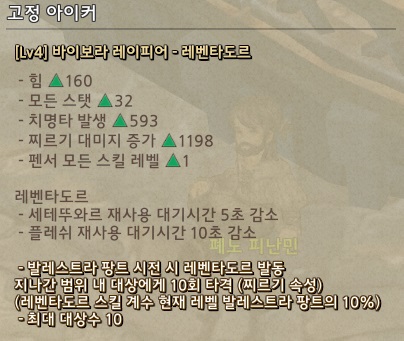 고정 아이커
[Lv4] 바이보라 레이피어 - 레벤타도르
- 힘 ▲160
- 모든 스탯 ▲32
- 치명타 발생 ▲593
- 찌르기 대미지 증가 ▲1198
- 펜서 모든 스킬 레벨 ▲1
레벤타도르
- 세테뚜와르 재사용 대기시간 5초 감소
- 플레쉬 재사용 대기시간 10초 감소
페도 피난민
- 발레스트라 팡트 시전 시 레벤타도르 발동
지나간 범위 내 대상에게 10회 타격 (찌르기 속성)
(레벤타도르 스킬 계수 현재 레벨 발레스트라 팡트의 10%)
- 최대 대상수 10